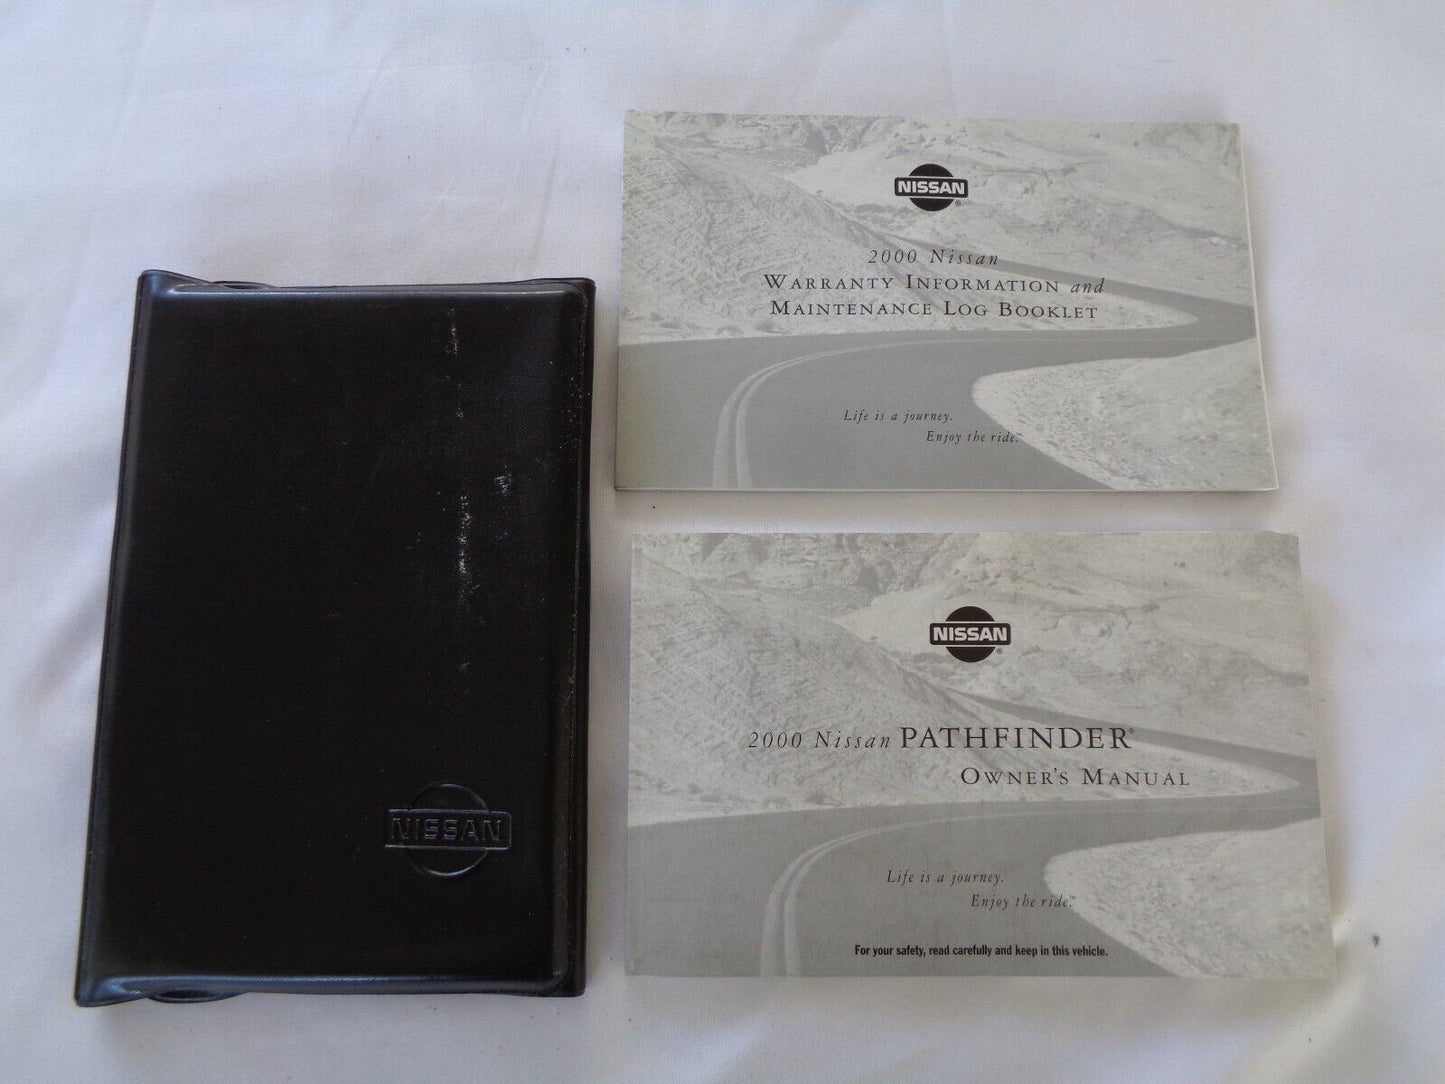 NISSAN
NISSAN
®
2000 Nissan
WARRANTY INFORMATION and
MAINTENANCE LOG BOOKLET
Life is a journey.
Enjoy the ride.™
NISSAN
®
2000 Nissan PATHFINDER®
OWNER'S MANUAL
Life is a journey.
Enjoy the ride.™
For your safety, read carefully and keep in this vehicle.